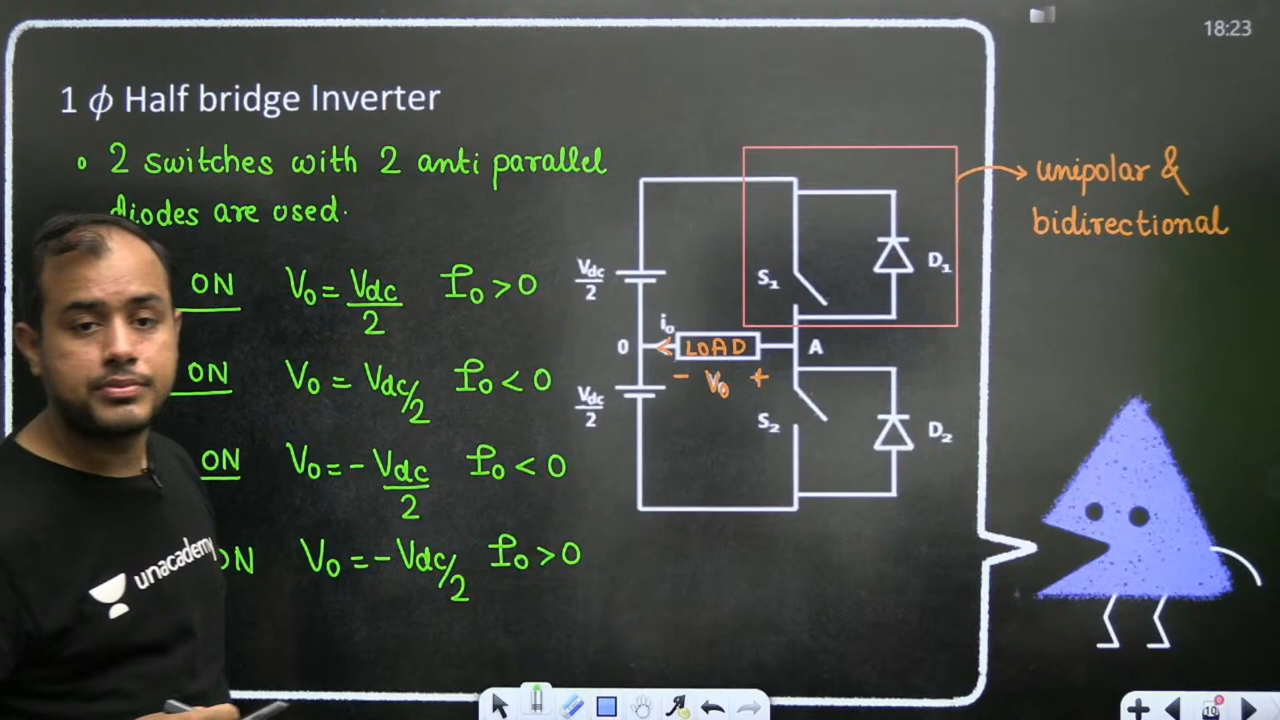 18:23
1 ϕ Half bridge Inverter
• 2 switches with 2 anti parallel
diodes are used.
ON V₀ = Vdc/2 I₀ > 0
ON V₀ = Vdc/2 I₀ < 0
ON V₀ = - Vdc/2 I₀ < 0
ON V₀ = - Vdc/2 I₀ > 0
unipolar &
bidirectional
Vdc/2
S₁
D₁
i₀
0
LOAD
A
- V₀ +
Vdc/2
S₂
D₂
unacademy
10